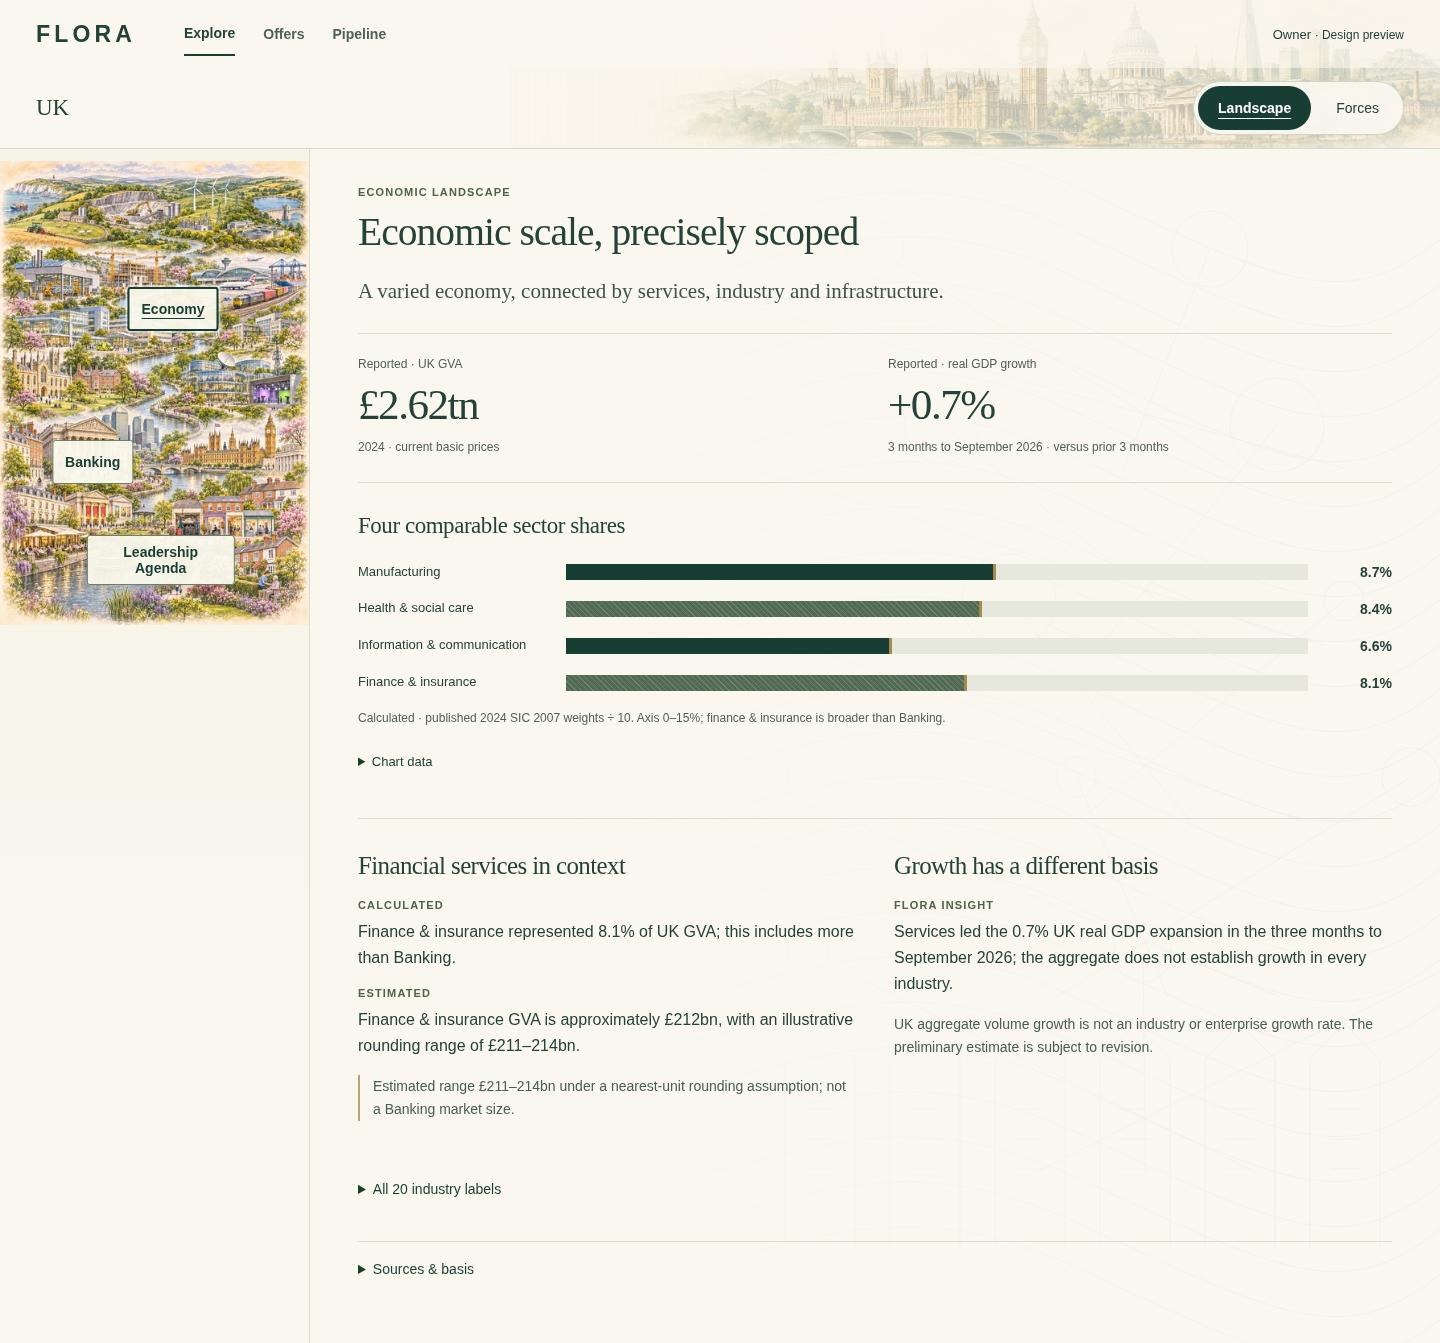 FLORA
Explore
Offers
Pipeline
Owner · Design preview
UK
Landscape
Forces
Economy
Banking
Leadership
Agenda
ECONOMIC LANDSCAPE
Economic scale, precisely scoped
A varied economy, connected by services, industry and infrastructure.
Reported · UK GVA
£2.62tn
2024 · current basic prices
Reported · real GDP growth
+0.7%
3 months to September 2026 · versus prior 3 months
Four comparable sector shares
Manufacturing 8.7%
Health & social care 8.4%
Information & communication 6.6%
Finance & insurance 8.1%
Calculated · published 2024 SIC 2007 weights ÷ 10. Axis 0–15%; finance & insurance is broader than Banking.
Chart data
Financial services in context
CALCULATED
Finance & insurance represented 8.1% of UK GVA; this includes more
than Banking.
ESTIMATED
Finance & insurance GVA is approximately £212bn, with an illustrative
rounding range of £211–214bn.
Estimated range £211–214bn under a nearest-unit rounding assumption; not
a Banking market size.
Growth has a different basis
FLORA INSIGHT
Services led the 0.7% UK real GDP expansion in the three months to
September 2026; the aggregate does not establish growth in every
industry.
UK aggregate volume growth is not an industry or enterprise growth rate. The
preliminary estimate is subject to revision.
All 20 industry labels
Sources & basis